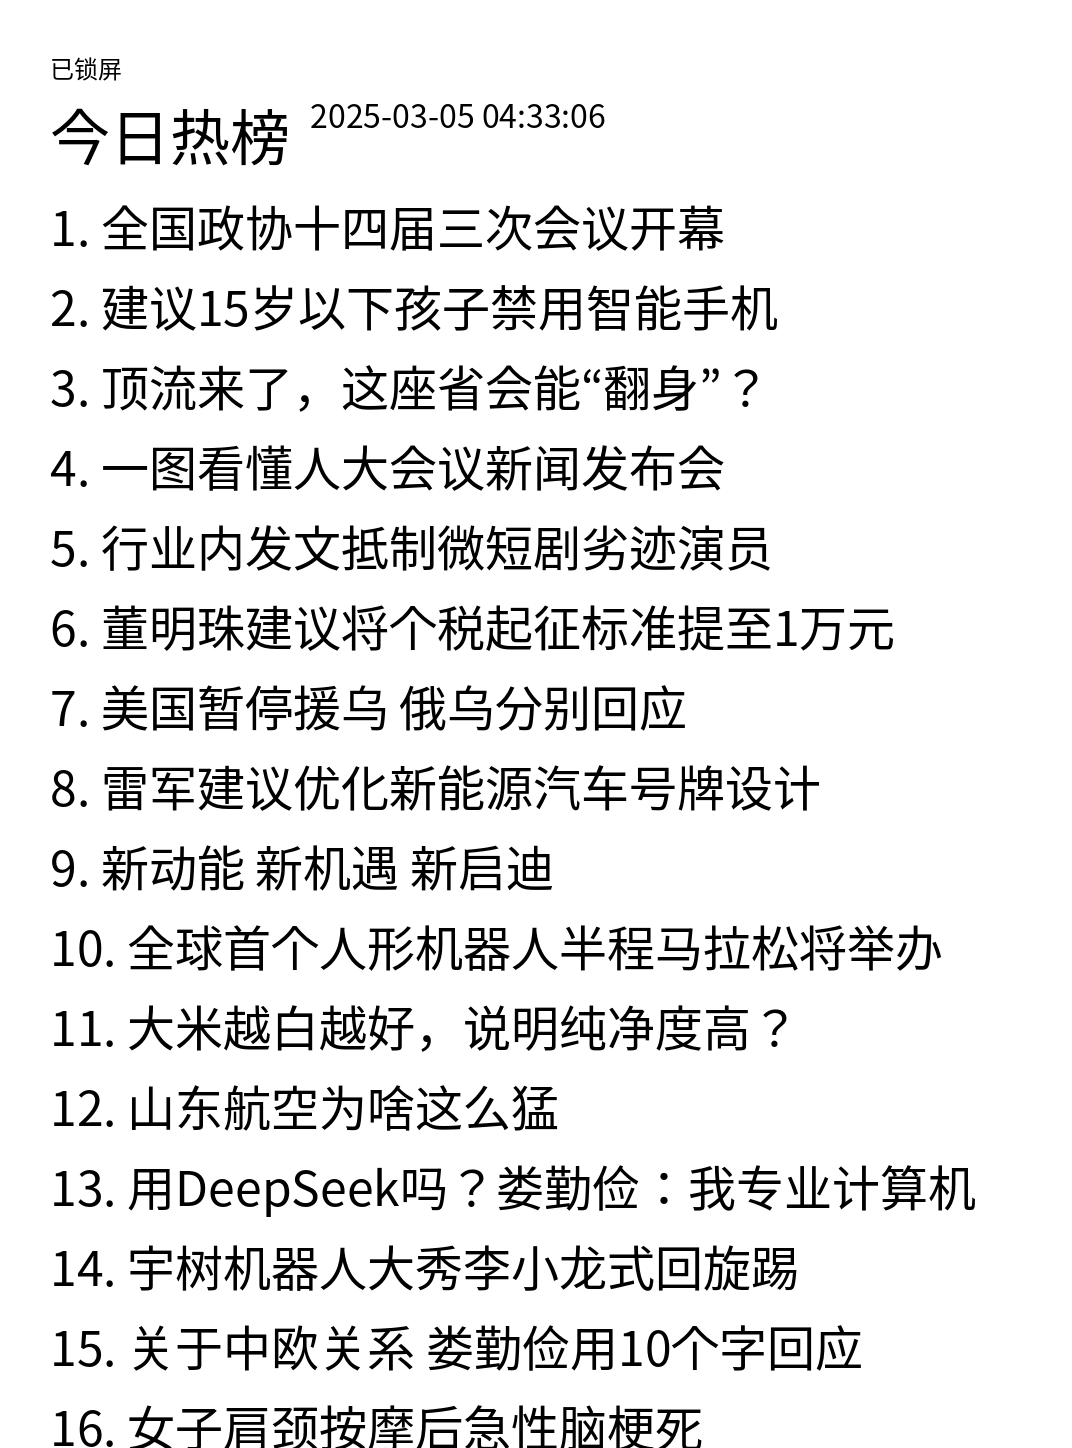 已锁屏
今日热榜 2025-03-05 04:33:06
1. 全国政协十四届三次会议开幕
2. 建议15岁以下孩子禁用智能手机
3. 顶流来了，这座省会能“翻身”？
4. 一图看懂人大会议新闻发布会
5. 行业内发文抵制微短剧劣迹演员
6. 董明珠建议将个税起征标准提至1万元
7. 美国暂停援乌 俄乌分别回应
8. 雷军建议优化新能源汽车号牌设计
9. 新动能 新机遇 新启迪
10. 全球首个人形机器人半程马拉松将举办
11. 大米越白越好，说明纯净度高？
12. 山东航空为啥这么猛
13. 用DeepSeek吗？娄勤俭：我专业计算机
14. 宇树机器人大秀李小龙式回旋踢
15. 关于中欧关系 娄勤俭用10个字回应
16. 女子肩颈按摩后急性脑梗死